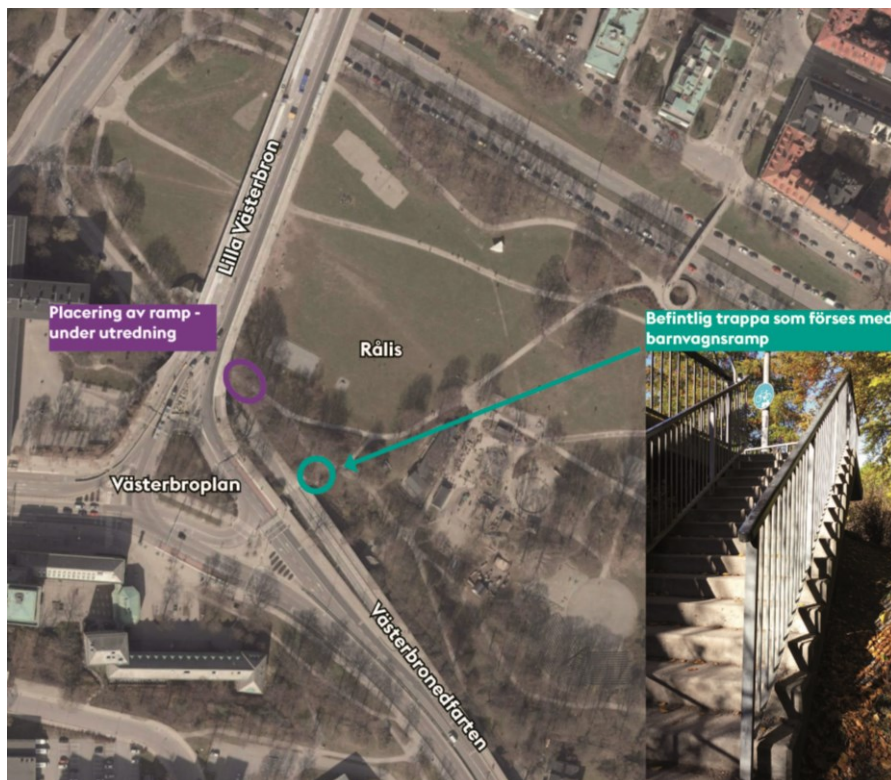 Lilla Västerbron
Placering av ramp -
under utredning
Befintlig trappa som förses med
barnvagnsramp
Rålis
Västerbroplan
Västerbronedfarten